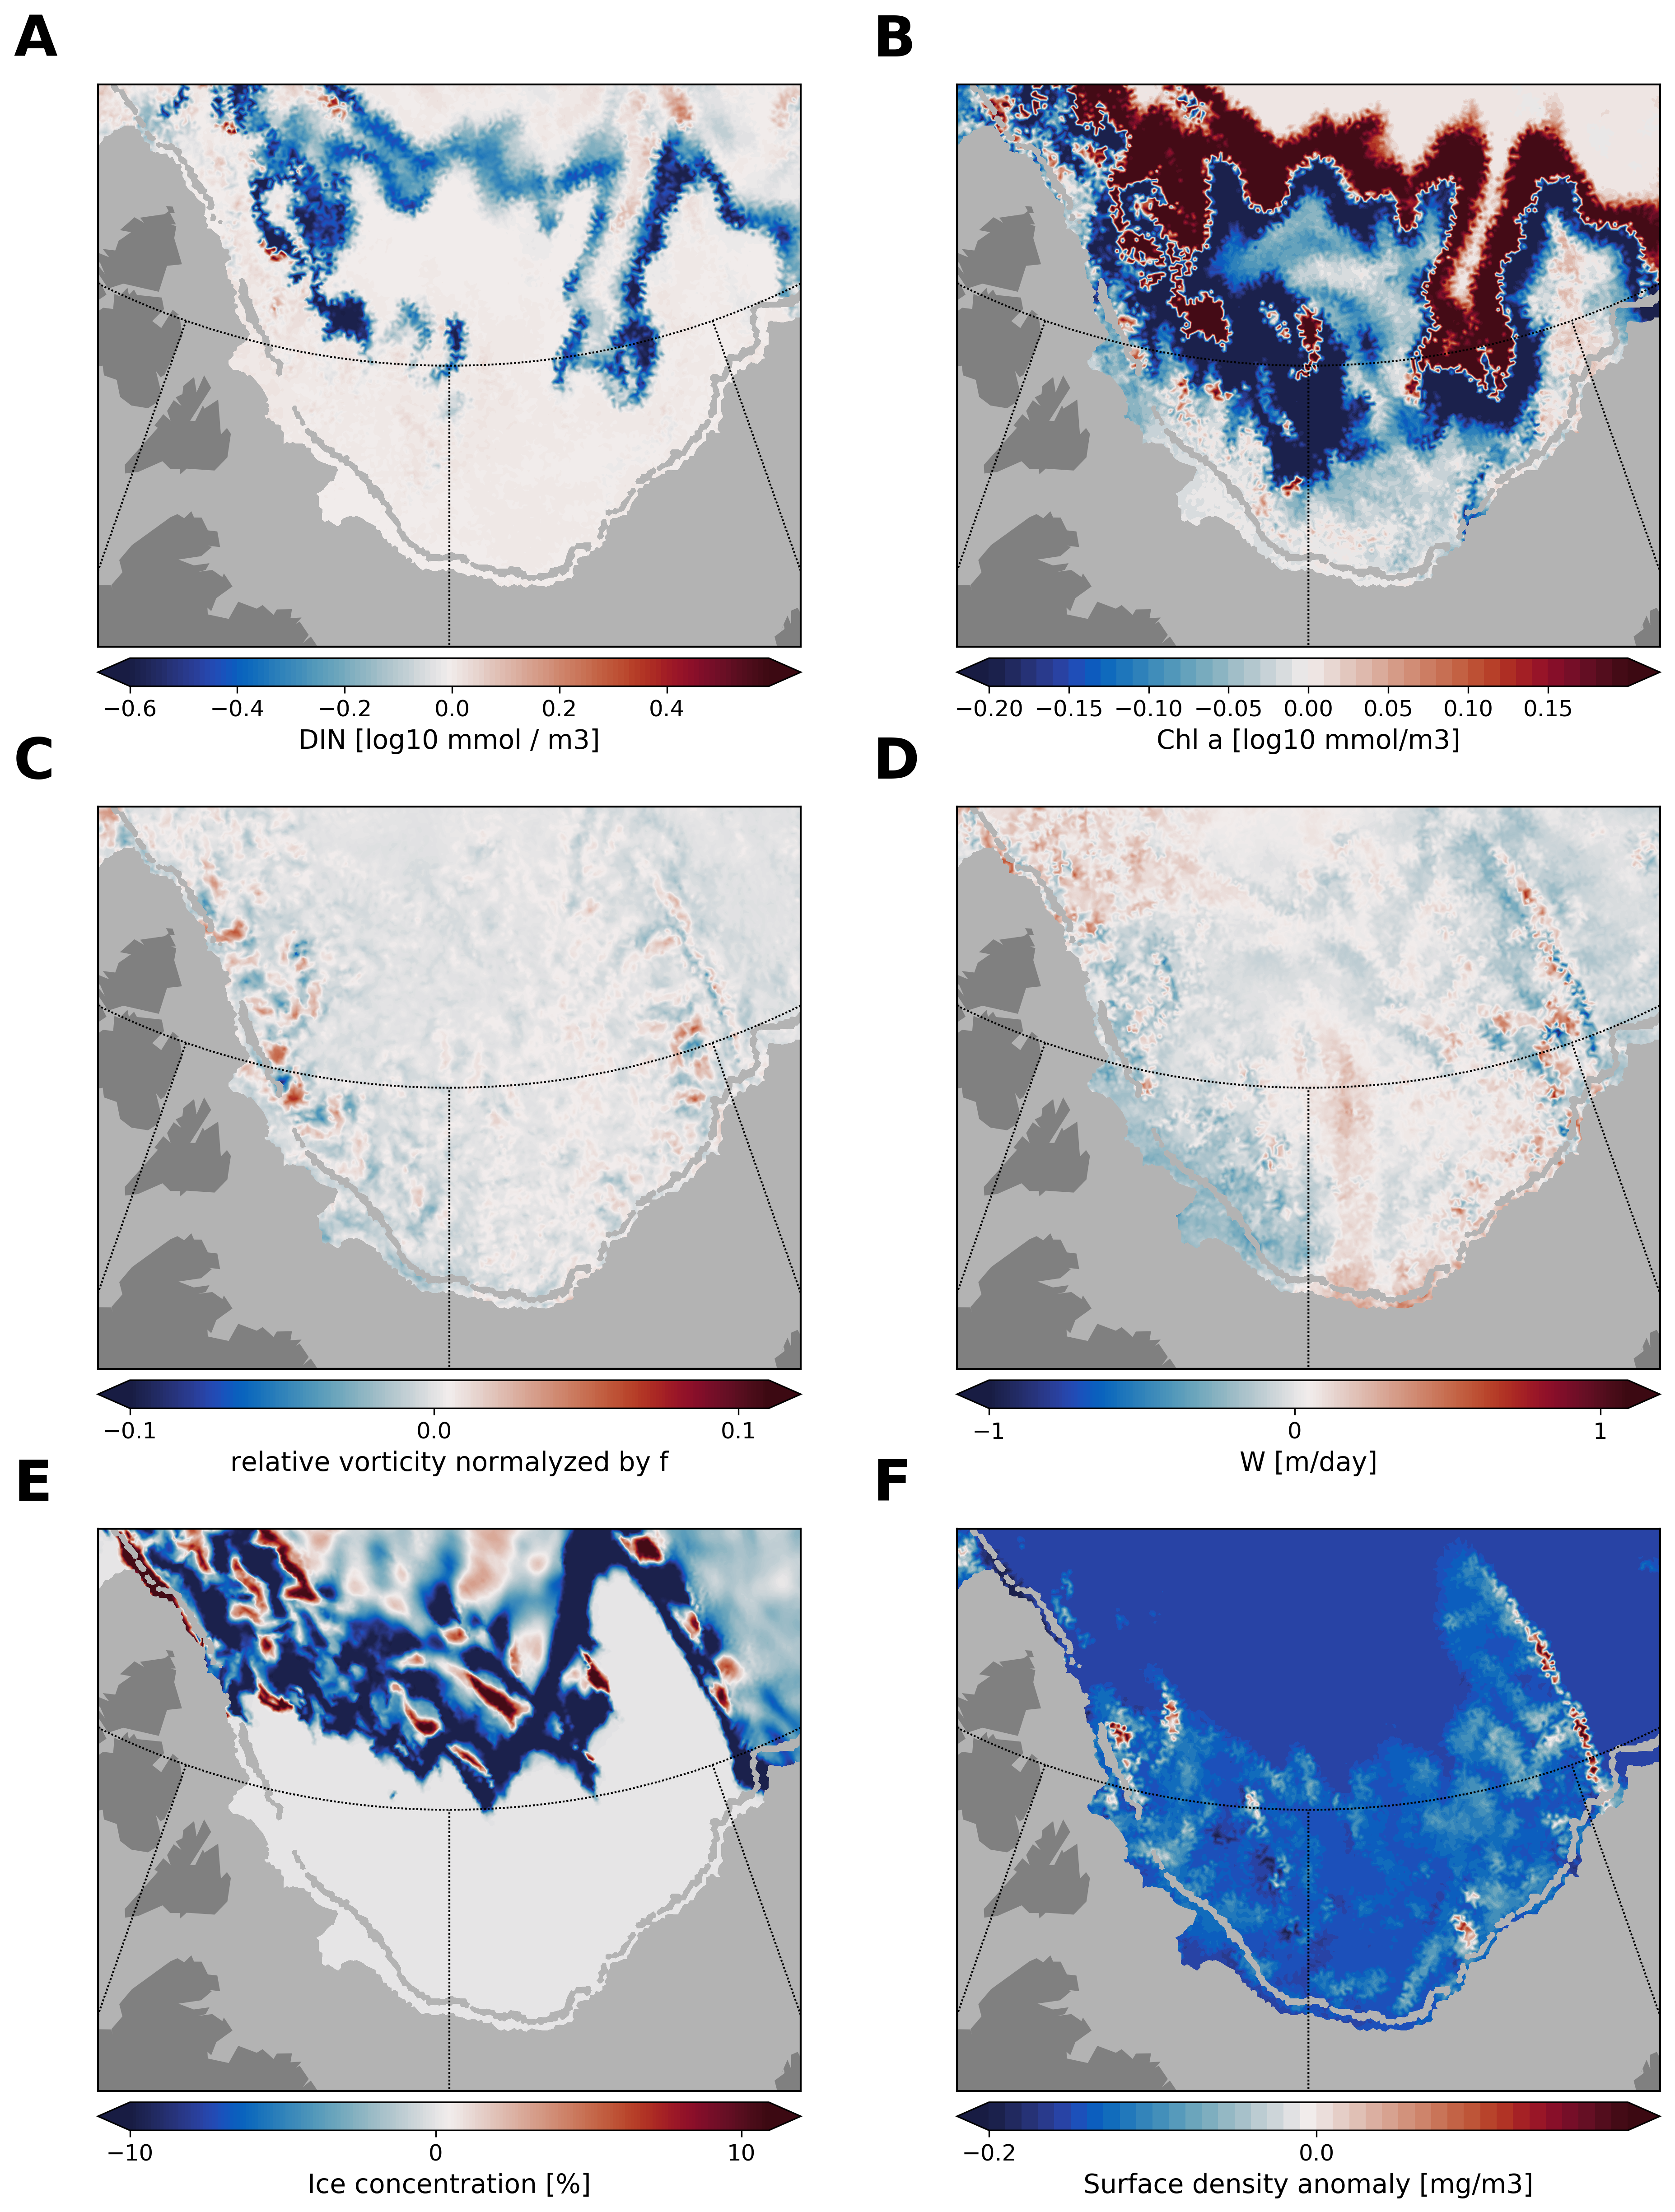 A B
−0.6 −0.4 −0.2 0.0 0.2 0.4
DIN [log10 mmol / m3]
−0.20 −0.15 −0.10 −0.05 0.00 0.05 0.10 0.15
Chl a [log10 mmol/m3]
C D
−0.1 0.0 0.1
relative vorticity normalyzed by f
−1 0 1
W [m/day]
E F
−10 0 10
Ice concentration [%]
−0.2 0.0
Surface density anomaly [mg/m3]